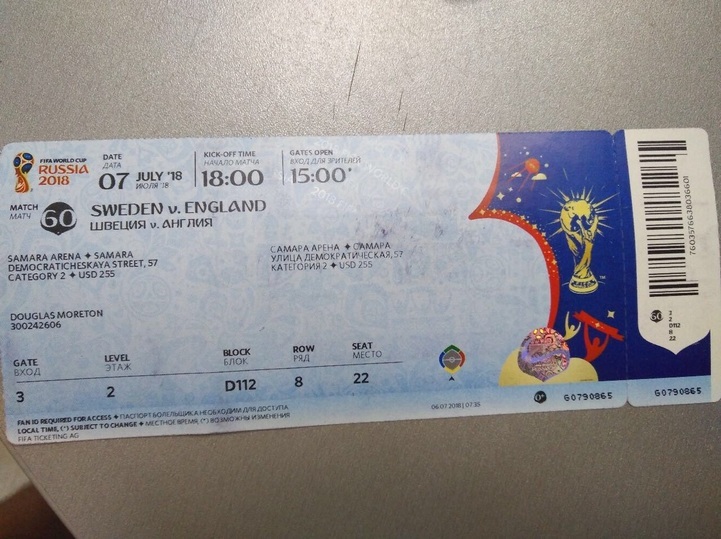 FIFA WORLD CUP
RUSSIA
2018
DATE
ДАТА
07 JULY '18
ИЮЛЯ '18
KICK-OFF TIME
НАЧАЛО МАТЧА
18:00
GATES OPEN
ВХОД ДЛЯ ЗРИТЕЛЕЙ
15:00*
MATCH
МАТЧ
60
SWEDEN v. ENGLAND
ШВЕЦИЯ v. АНГЛИЯ
SAMARA ARENA ✦ SAMARA
DEMOCRATICHESKAYA STREET, 57
CATEGORY 2 ✦ USD 255
САМАРА АРЕНА ✦ САМАРА
УЛИЦА ДЕМОКРАТИЧЕСКАЯ, 57
КАТЕГОРИЯ 2 ✦ USD 255
DOUGLAS MORETON
300242606
GATE
ВХОД
3
LEVEL
ЭТАЖ
2
BLOCK
БЛОК
D112
ROW
РЯД
8
SEAT
МЕСТО
22
FAN ID REQUIRED FOR ACCESS ✦ ПАСПОРТ БОЛЕЛЬЩИКА НЕОБХОДИМ ДЛЯ ДОСТУПА
LOCAL TIME, (*) SUBJECT TO CHANGE ✦ МЕСТНОЕ ВРЕМЯ, (*) ВОЗМОЖНЫ ИЗМЕНЕНИЯ
FIFA TICKETING AG
06.07.2018 | 07:35
G0790865
7603576638036601
60
3
2
D112
8
22
G0790865